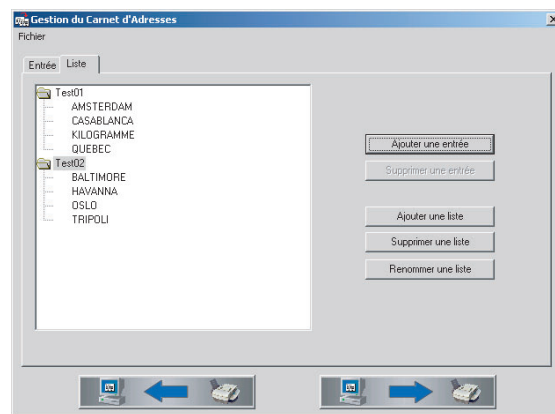 Gestion du Carnet d'Adresses
Fichier
Entrée Liste
Test01
AMSTERDAM
CASABLANCA
KILOGRAMME
QUEBEC
Test02
BALTIMORE
HAVANNA
OSLO
TRIPOLI
Ajouter une entrée
Supprimer une entrée
Ajouter une liste
Supprimer une liste
Renommer une liste